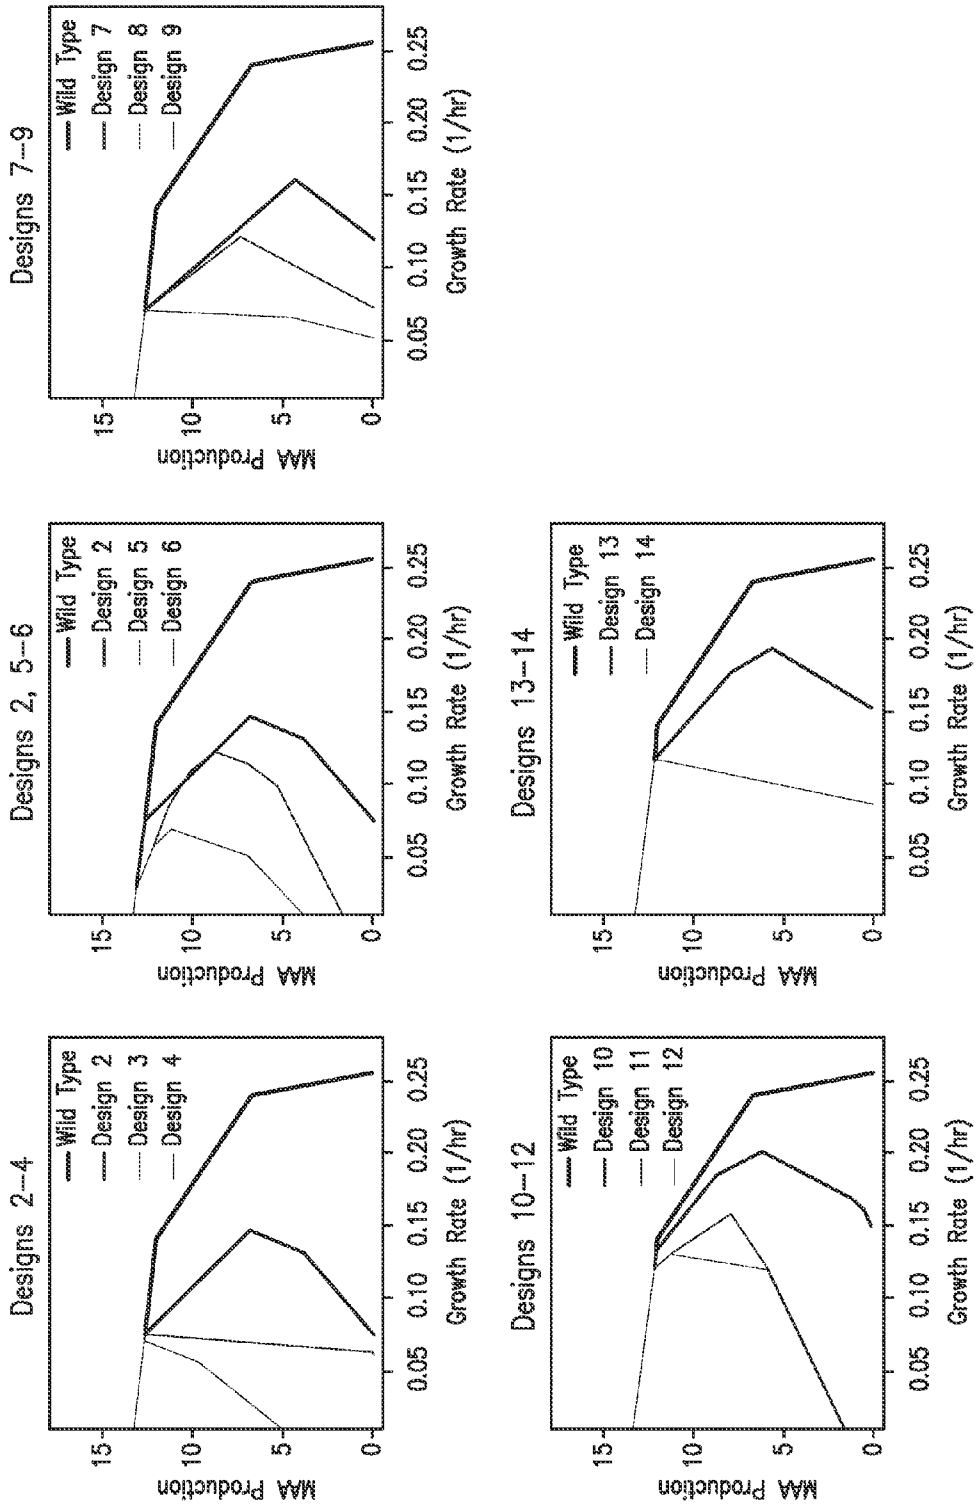 Designs 2–4
Wild Type
Design 2
Design 3
Design 4
MAA Production
15
10
5
0
0.05
0.10
0.15
0.20
0.25
Growth Rate (1/hr)
Designs 2, 5–6
Wild Type
Design 2
Design 5
Design 6
MAA Production
15
10
5
0
0.05
0.10
0.15
0.20
0.25
Growth Rate (1/hr)
Designs 7–9
Wild Type
Design 7
Design 8
Design 9
MAA Production
15
10
5
0
0.05
0.10
0.15
0.20
0.25
Growth Rate (1/hr)
Designs 10–12
Wild Type
Design 10
Design 11
Design 12
MAA Production
15
10
5
0
0.05
0.10
0.15
0.20
0.25
Growth Rate (1/hr)
Designs 13–14
Wild Type
Design 13
Design 14
MAA Production
15
10
5
0
0.05
0.10
0.15
0.20
0.25
Growth Rate (1/hr)